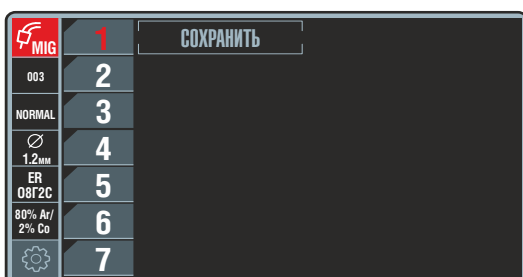 MIG
003
NORMAL
Ø
1.2мм
ER
08Г2С
80% Ar/
2% Co
1
2
3
4
5
6
7
СОХРАНИТЬ